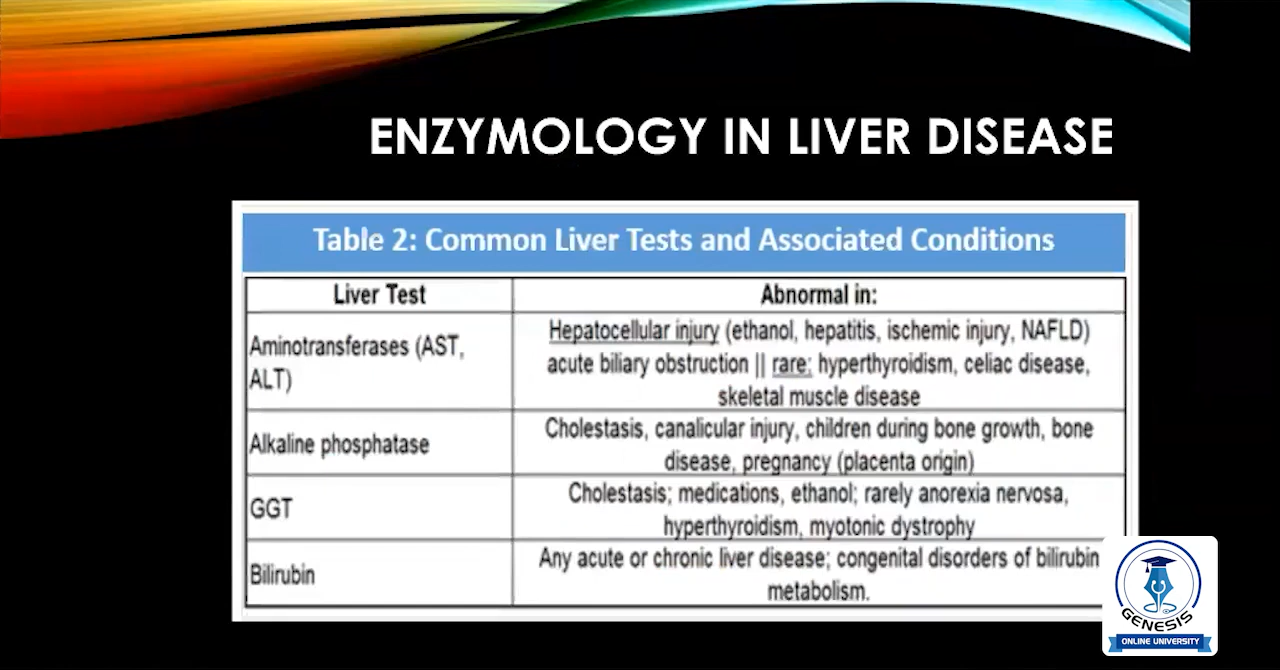 ENZYMOLOGY IN LIVER DISEASE
Table 2: Common Liver Tests and Associated Conditions
Liver Test
Abnormal in:
Aminotransferases (AST,
ALT)
Hepatocellular injury (ethanol, hepatitis, ischemic injury, NAFLD)
acute biliary obstruction || rare: hyperthyroidism, celiac disease,
skeletal muscle disease
Alkaline phosphatase
Cholestasis, canalicular injury, children during bone growth, bone
disease, pregnancy (placenta origin)
GGT
Cholestasis; medications, ethanol; rarely anorexia nervosa,
hyperthyroidism, myotonic dystrophy
Bilirubin
Any acute or chronic liver disease; congenital disorders of bilirubin
metabolism.
GENESIS
ONLINE UNIVERSITY